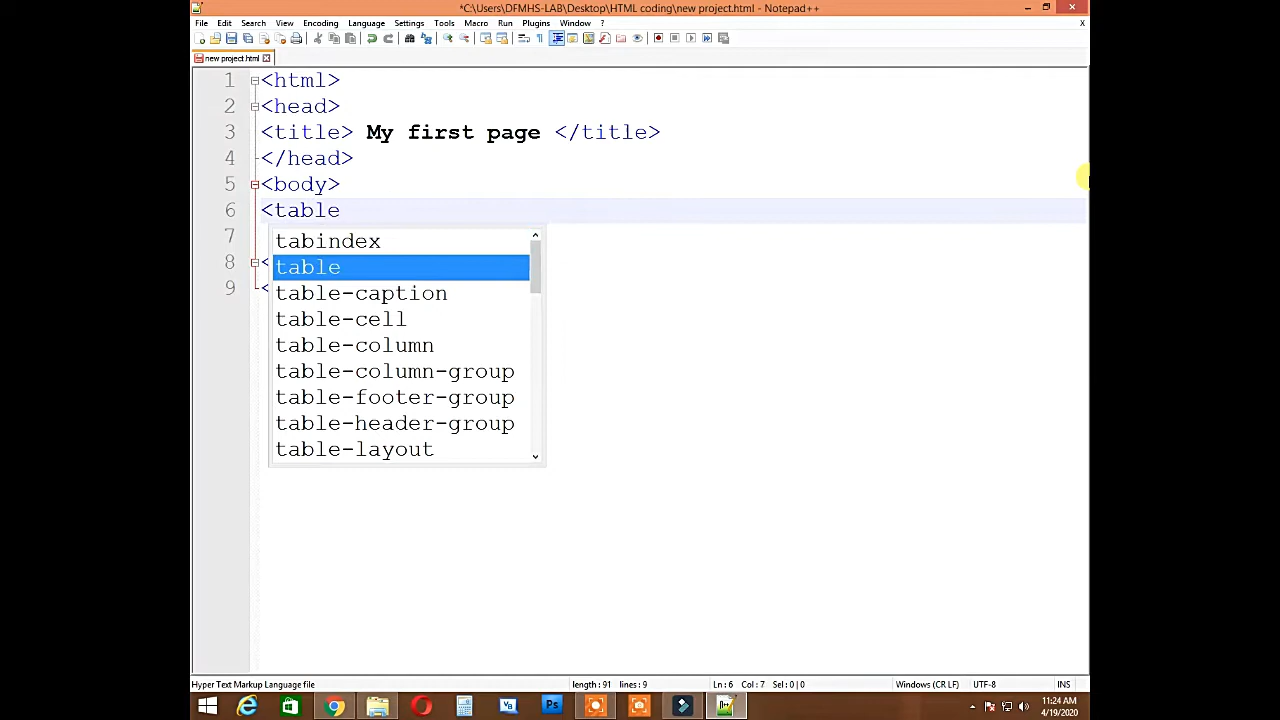 *C:\Users\DFMHS-LAB\Desktop\HTML coding\new project.html - Notepad++
File Edit Search View Encoding Language Settings Tools Macro Run Plugins Window ? X
new project.html
1 <html>
2 <head>
3 <title> My first page </title>
4 </head>
5 <body>
6 <table
7
8 <
9 <
tabindex
table
table-caption
table-cell
table-column
table-column-group
table-footer-group
table-header-group
table-layout
Hyper Text Markup Language file length : 91 lines : 9 Ln : 6 Col : 7 Sel : 0 | 0 Windows (CR LF) UTF-8 INS
Ps
11:24 AM
4/19/2020